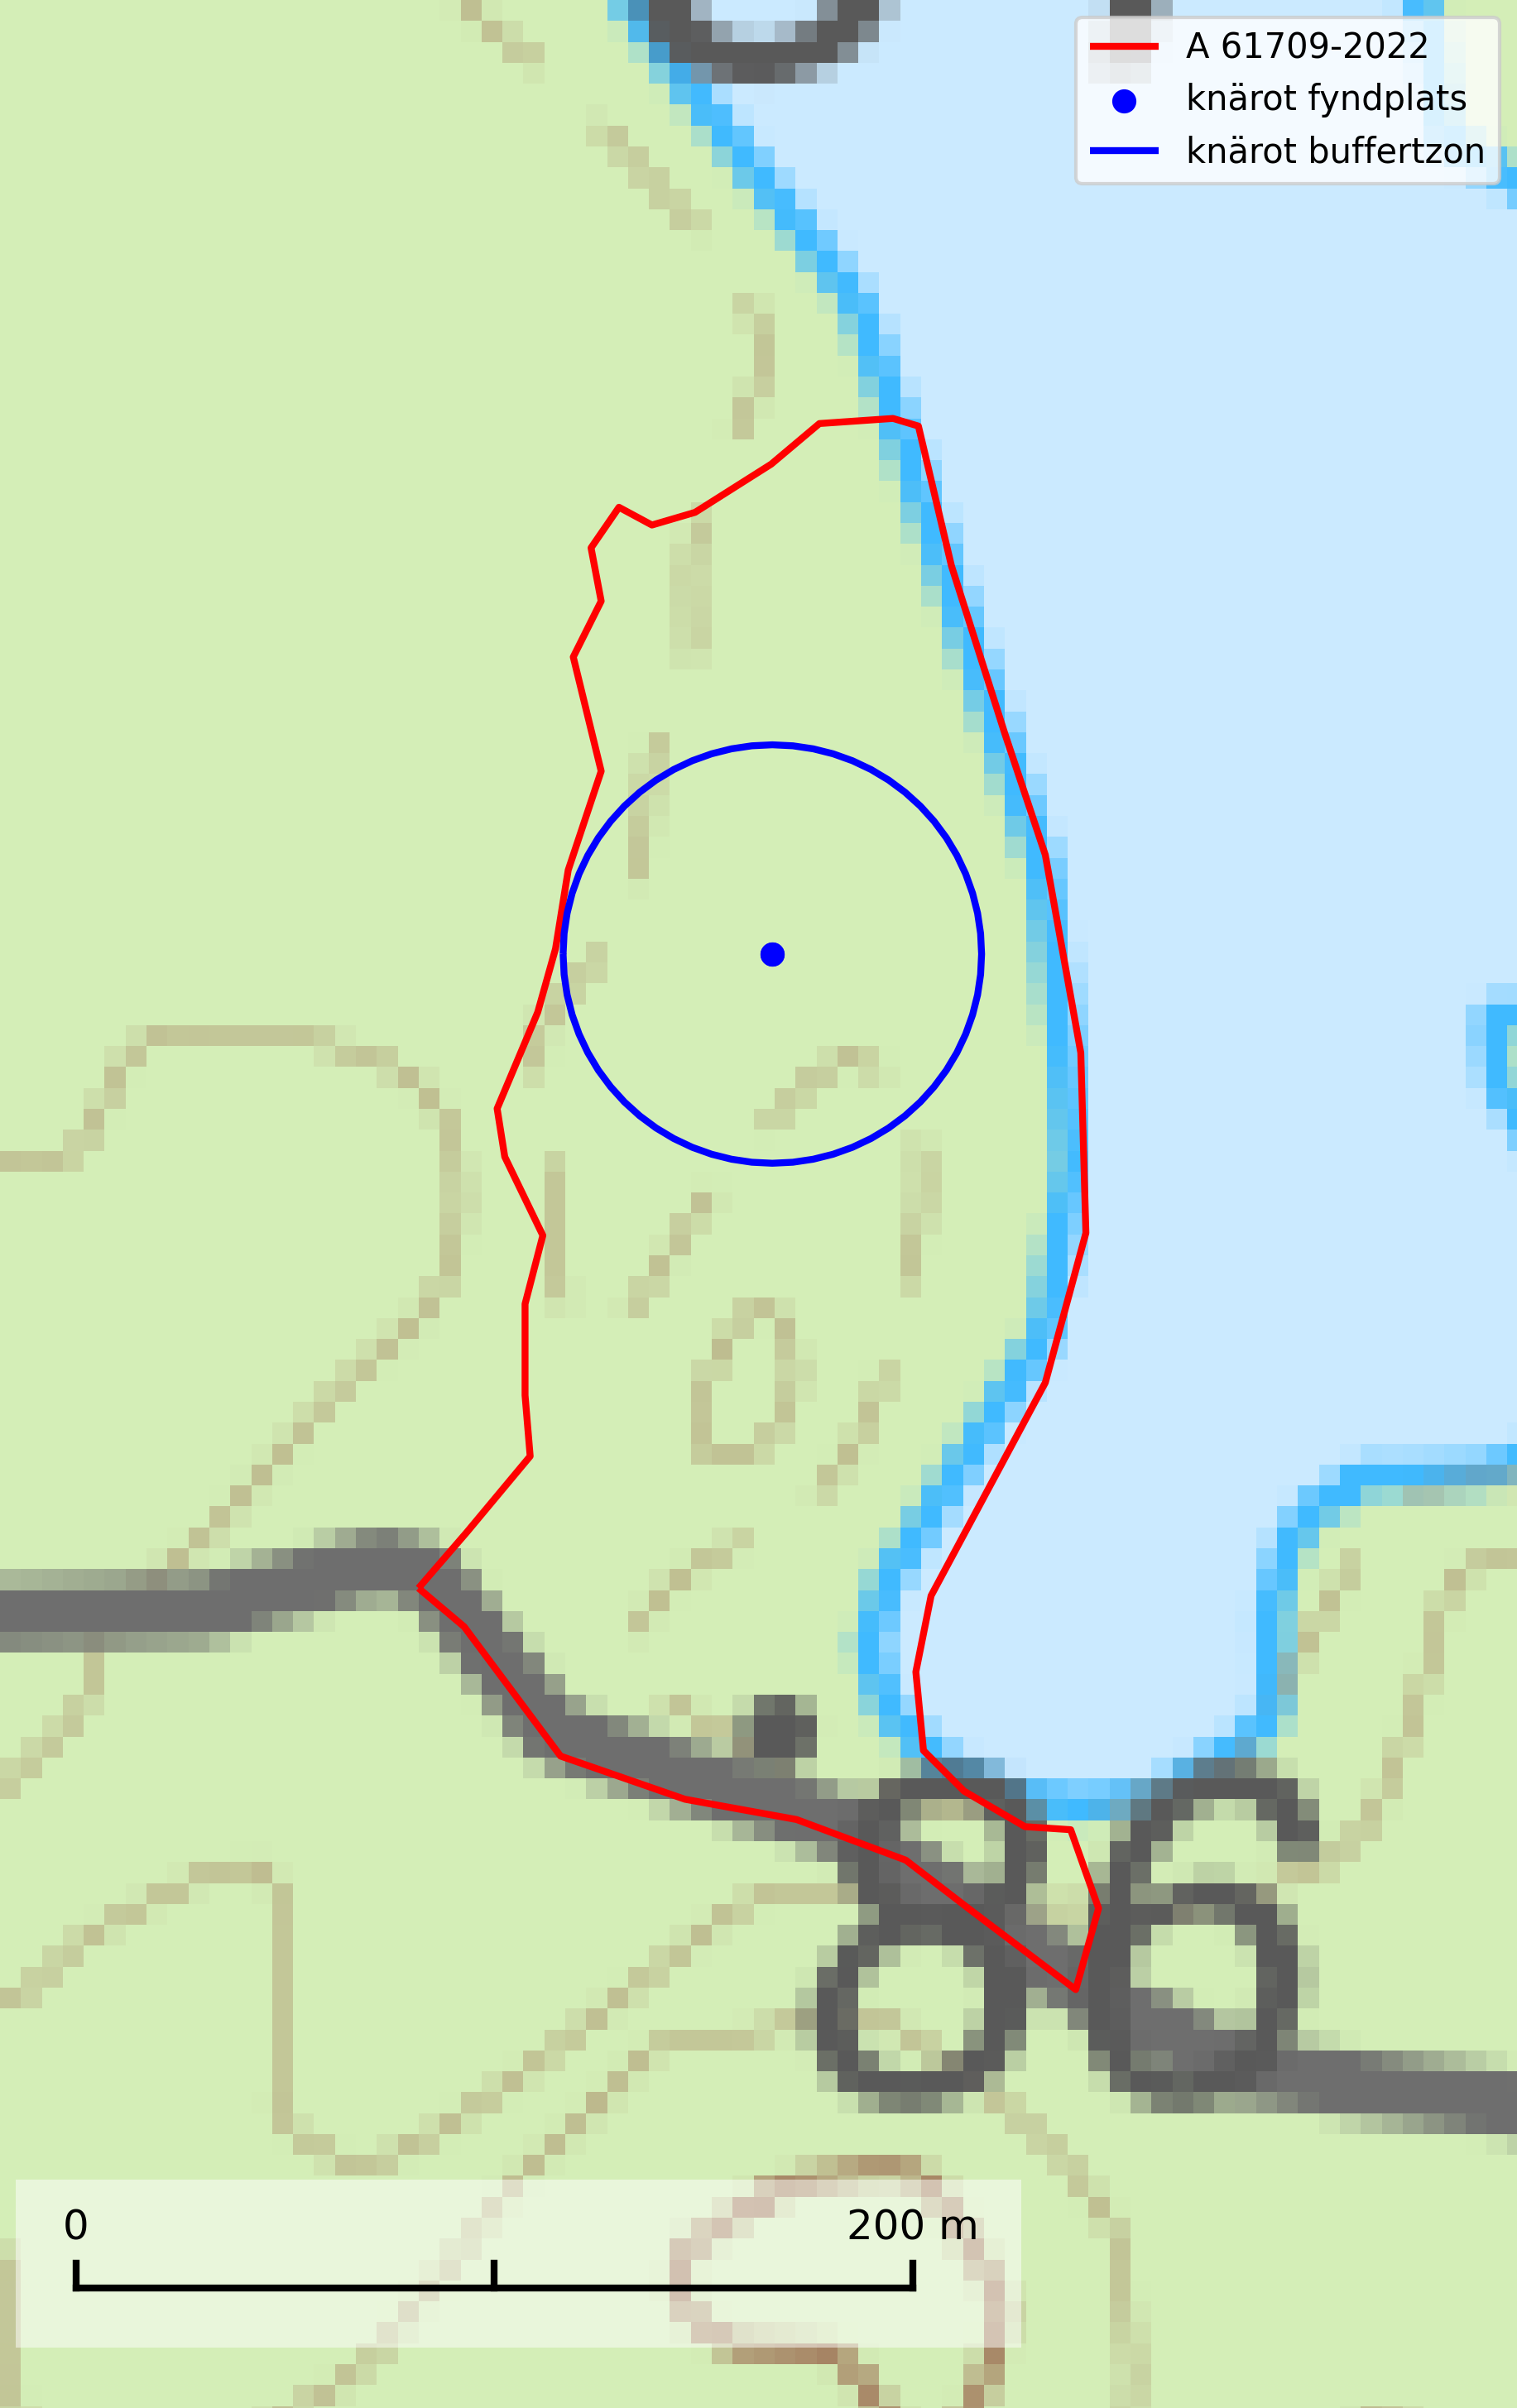 A 61709-2022
knärot fyndplats
knärot buffertzon
0 200 m